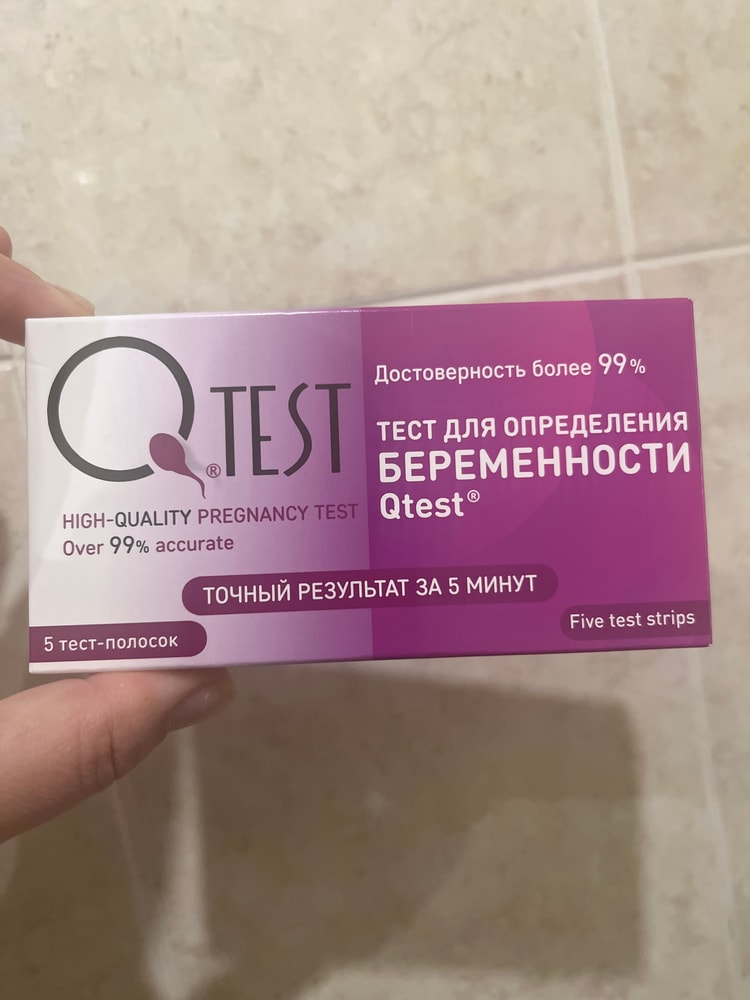 QTEST®
HIGH-QUALITY PREGNANCY TEST
Over 99% accurate
Достоверность более 99%
ТЕСТ ДЛЯ ОПРЕДЕЛЕНИЯ
БЕРЕМЕННОСТИ
Qtest®
ТОЧНЫЙ РЕЗУЛЬТАТ ЗА 5 МИНУТ
5 тест-полосок
Five test strips